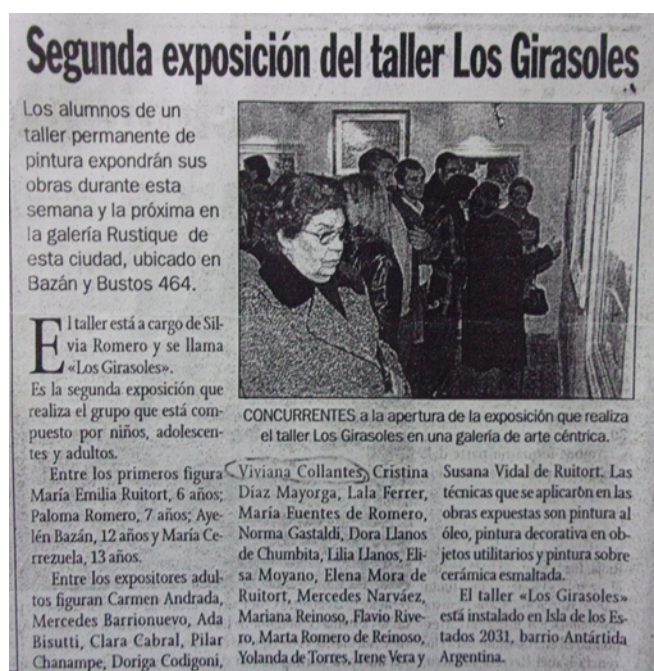 Segunda exposición del taller Los Girasoles
Los alumnos de un
taller permanente de
pintura expondrán sus
obras durante esta
semana y la próxima en
la galería Rustique de
esta ciudad, ubicado en
Bazán y Bustos 464.
El taller está a cargo de Sil-
via Romero y se llama
«Los Girasoles».
Es la segunda exposición que
realiza el grupo que está com-
puesto por niños, adolescen-
tes y adultos.
Entre los primeros figura
María Emilia Ruitort, 6 años;
Paloma Romero, 7 años; Aye-
lén Bazán, 12 años y María Ce-
rrezuela, 13 años.
Entre los expositores adul-
tos figuran Carmen Andrada,
Mercedes Barrionuevo, Ada
Bisutti, Clara Cabral, Pilar
Chanampe, Doriga Codigoni,
CONCURRENTES a la apertura de la exposición que realiza
el taller Los Girasoles en una galería de arte céntrica.
Viviana Collantes, Cristina
Díaz Mayorga, Lala Ferrer,
María Fuentes de Romero,
Norma Gastaldi, Dora Llanos
de Chumbita, Lilia Llanos, Eli-
sa Moyano, Elena Mora de
Ruitort, Mercedes Narváez,
Mariana Reinoso, Flavio Rive-
ro, Marta Romero de Reinoso,
Yolanda de Torres, Irene Vera y
Susana Vidal de Ruitort. Las
técnicas que se aplicarón en las
obras expuestas son pintura al
óleo, pintura decorativa en ob-
jetos utilitarios y pintura sobre
cerámica esmaltada.
El taller «Los Girasoles»
está instalado en Isla de los Es-
tados 2031, barrio Antártida
Argentina.